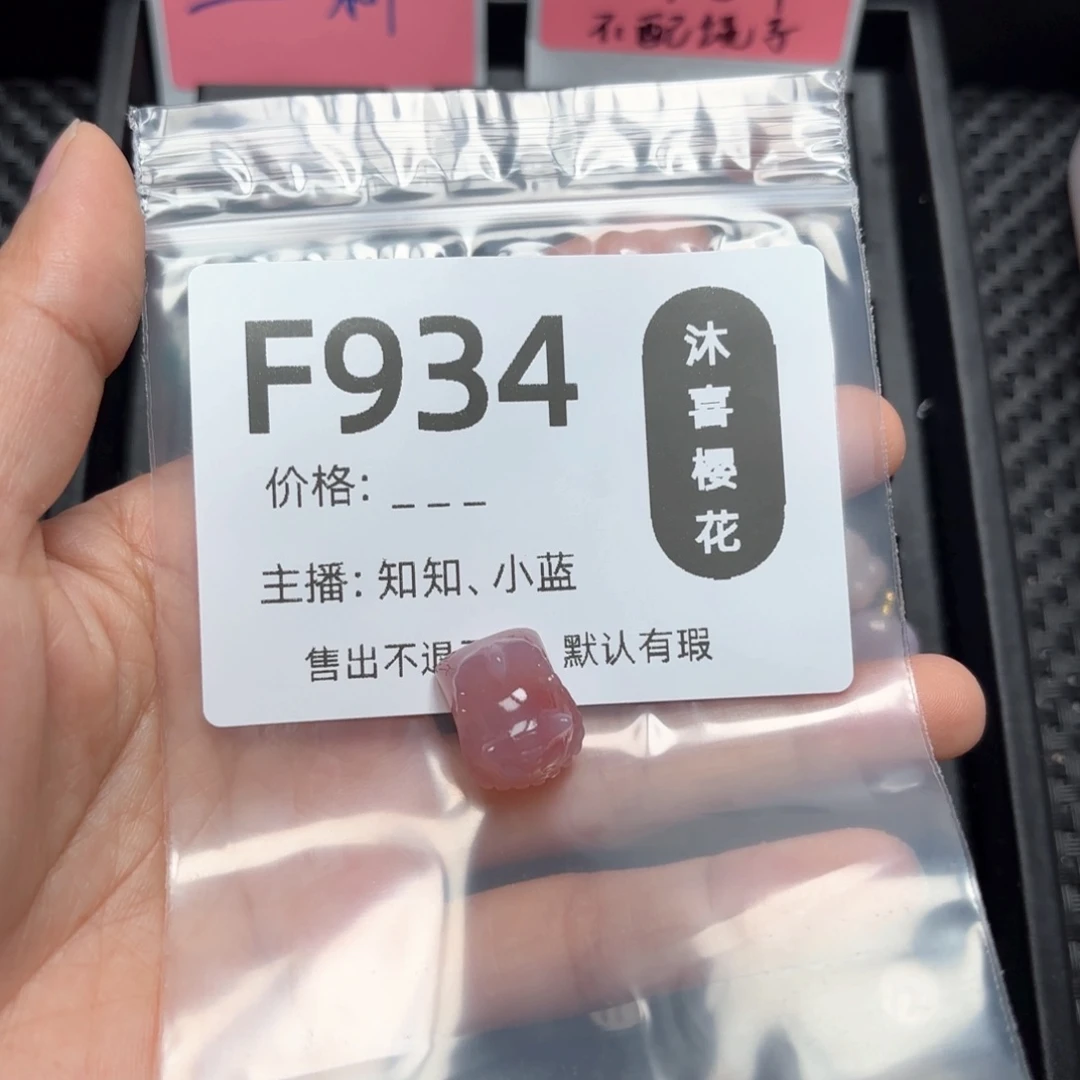 不配绳子
F934
沐喜樱花
价格: _ _ _
主播: 知知、小蓝
售出不退 默认有瑕